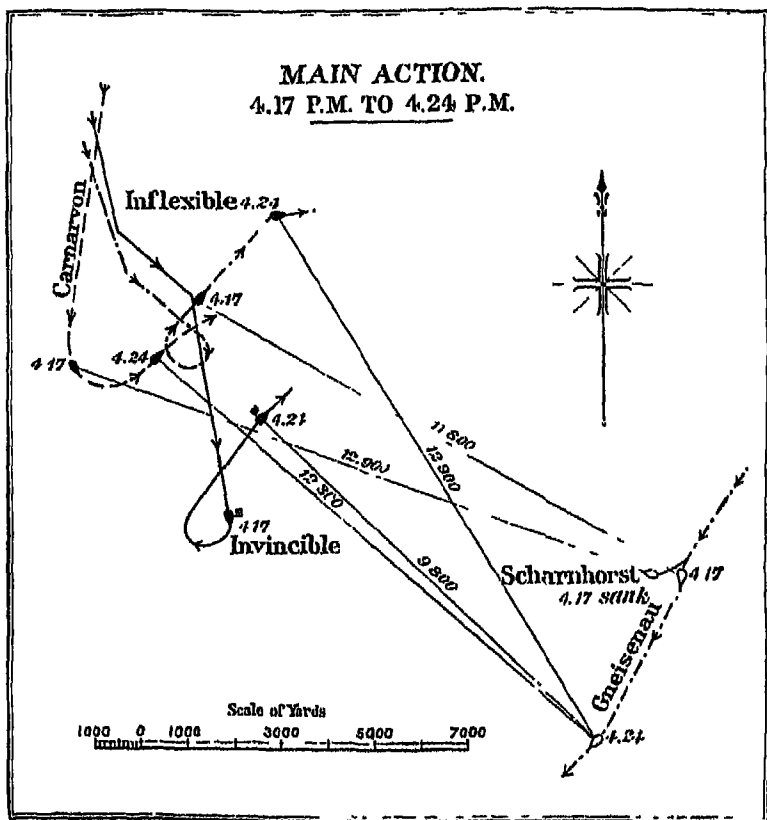 MAIN ACTION.
4.17 P.M. TO 4.24 P.M.
Carnarvon
Inflexible 4.24
4.17
4.17
4.24
4.21
11 800
12.900
12 900
12 300
4 17
Invincible
9 800
Scharnhorst
4.17 sank
4 17
Gneisenau
4.24
Scale of Yards
1000 0 1000 3000 5000 7000